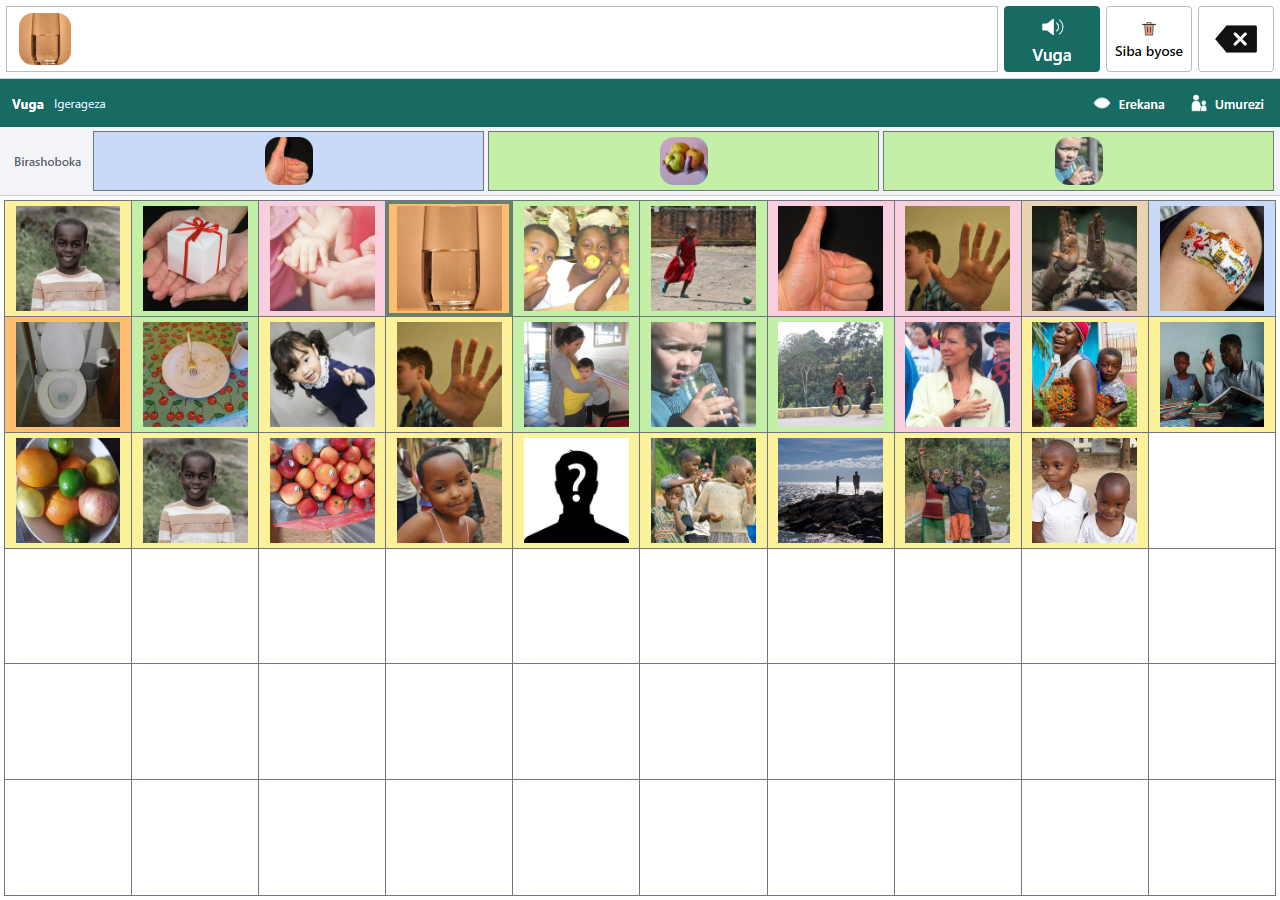 Vuga
Siba byose
Vuga Igerageza
Erekana
Umurezi
Birashoboka
?